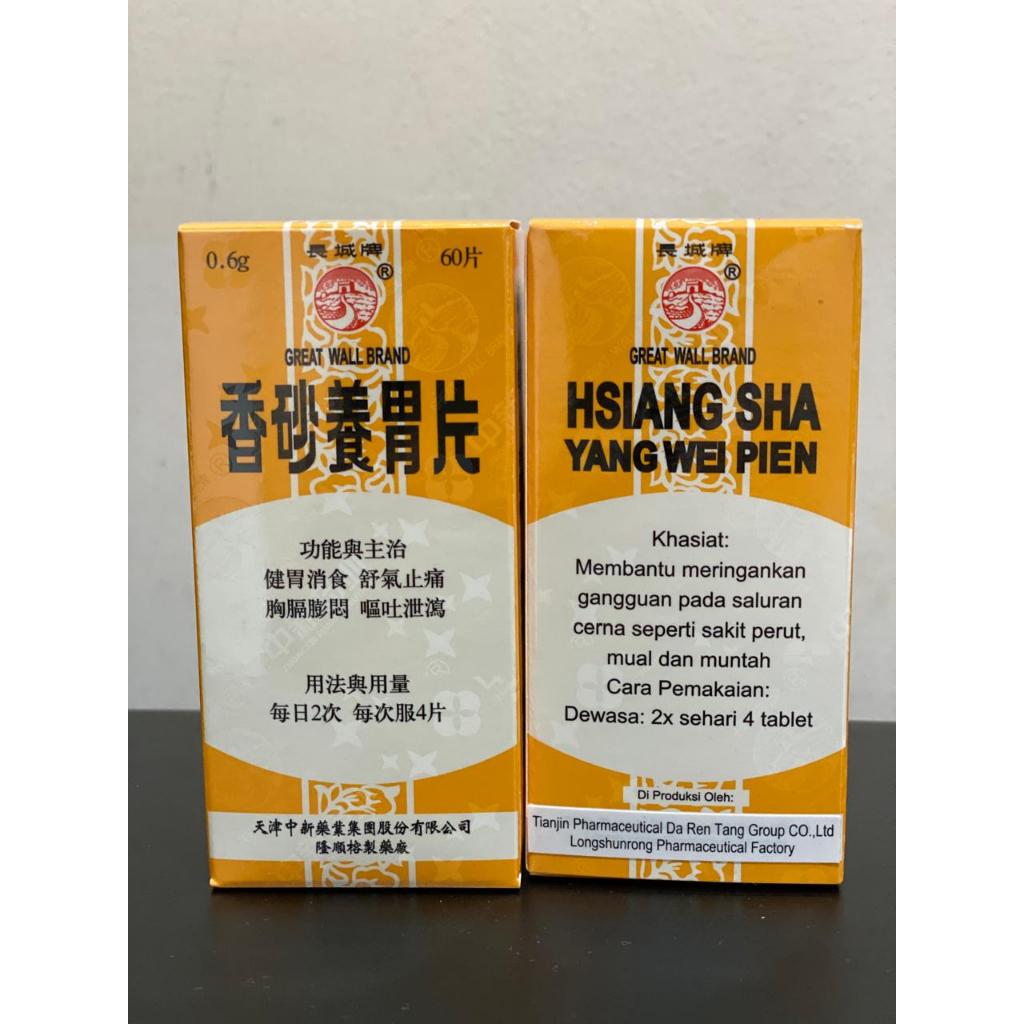 0.6g
長城牌
60片
®
GREAT WALL BRAND
香砂養胃片
功能與主治
健胃消食 舒氣止痛
胸膈膨悶 嘔吐泄瀉
用法與用量
每日2次 每次服4片
天津中新藥業集團股份有限公司
隆順榕製藥廠
長城牌
®
GREAT WALL BRAND
HSIANG SHA
YANG WEI PIEN
Khasiat:
Membantu meringankan
gangguan pada saluran
cerna seperti sakit perut,
mual dan muntah
Cara Pemakaian:
Dewasa: 2x sehari 4 tablet
Di Produksi Oleh:
Tianjin Pharmaceutical Da Ren Tang Group CO.,Ltd
Longshunrong Pharmaceutical Factory